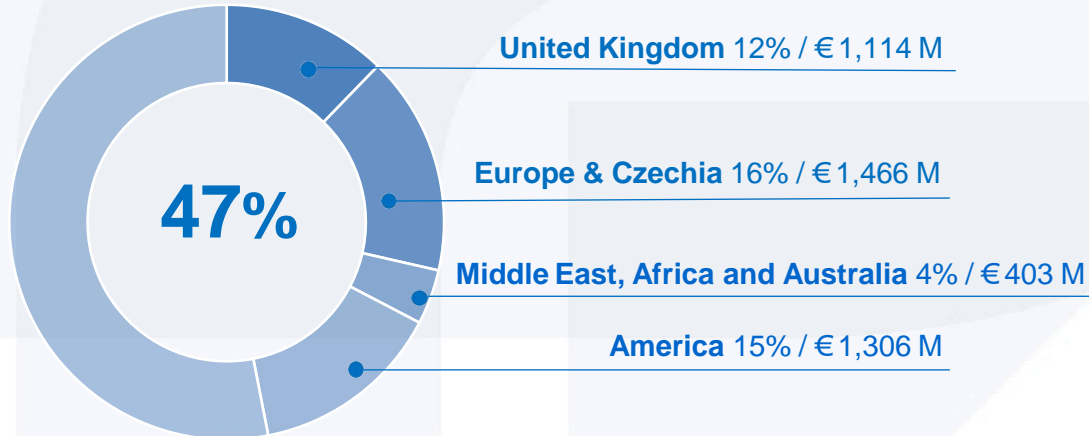 United Kingdom 12% / € 1,114 M
Europe & Czechia 16% / € 1,466 M
47%
Middle East, Africa and Australia 4% / € 403 M
America 15% / € 1,306 M